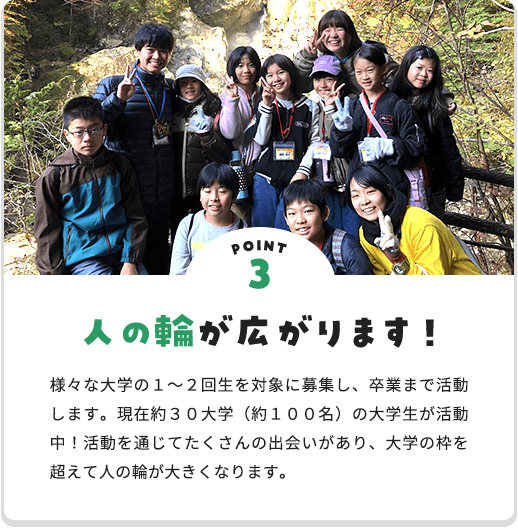 POINT
3
人の輪が広がります！
様々な大学の１～２回生を対象に募集し、卒業まで活動
します。現在約３０大学（約１００名）の大学生が活動
中！活動を通じてたくさんの出会いがあり、大学の枠を
超えて人の輪が大きくなります。